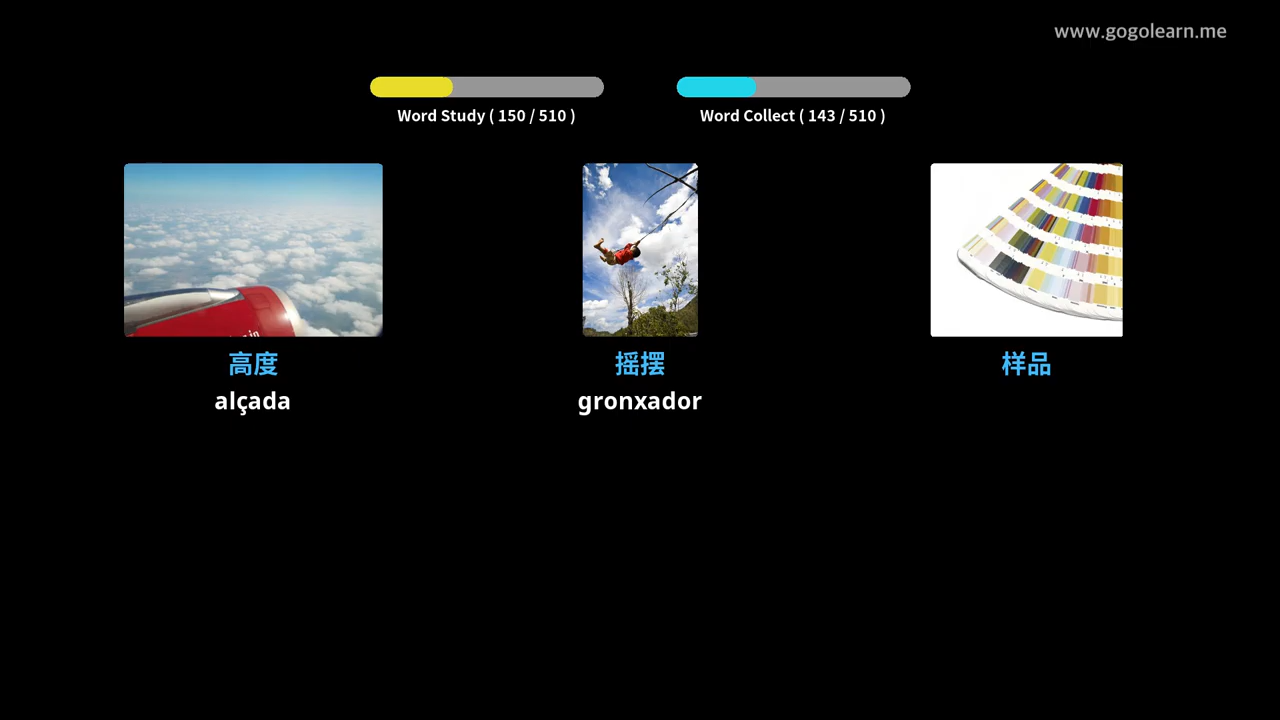 www.gogolearn.me
Word Study ( 150 / 510 )
Word Collect ( 143 / 510 )
高度
摇摆
样品
alçada
gronxador